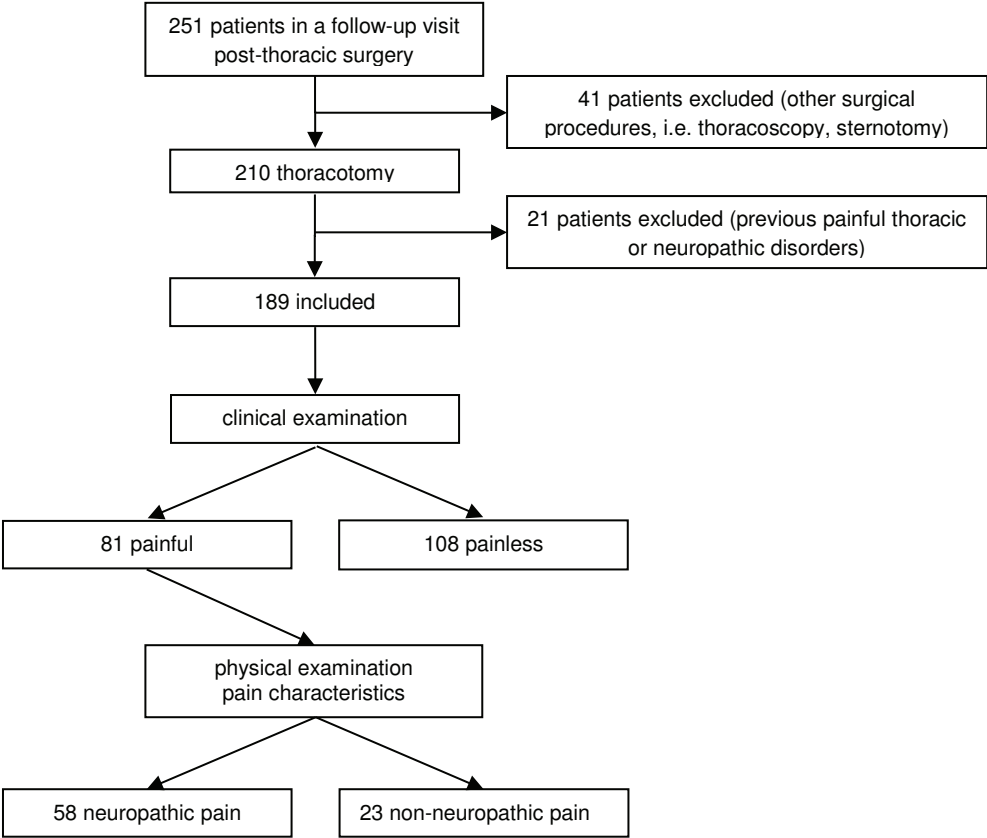 251 patients in a follow-up visit
post-thoracic surgery
41 patients excluded (other surgical
procedures, i.e. thoracoscopy, sternotomy)
210 thoracotomy
21 patients excluded (previous painful thoracic
or neuropathic disorders)
189 included
clinical examination
81 painful
108 painless
physical examination
pain characteristics
58 neuropathic pain
23 non-neuropathic pain